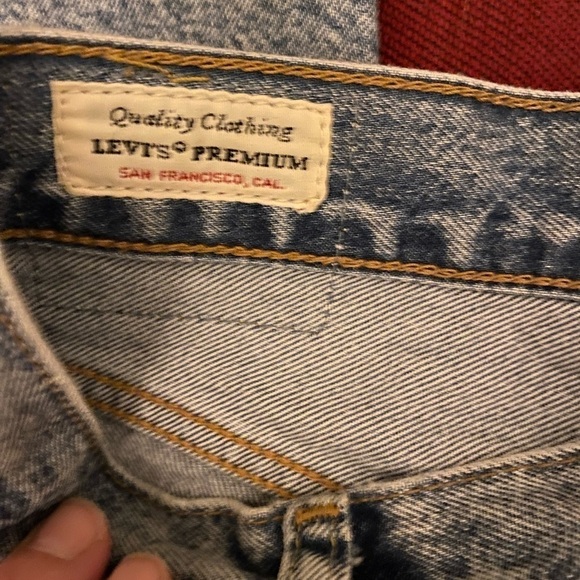 Quality Clothing
LEVI'S® PREMIUM
SAN FRANCISCO, CAL.